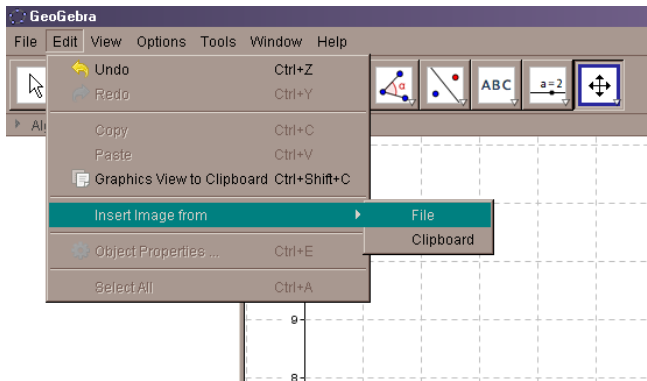 GeoGebra
File Edit View Options Tools Window Help
Undo Ctrl+Z
Redo Ctrl+Y
ABC a=2
α
Copy Ctrl+C
Paste Ctrl+V
Graphics View to Clipboard Ctrl+Shift+C
Insert Image from File
Clipboard
Object Properties ... Ctrl+E
Select All Ctrl+A
9
8